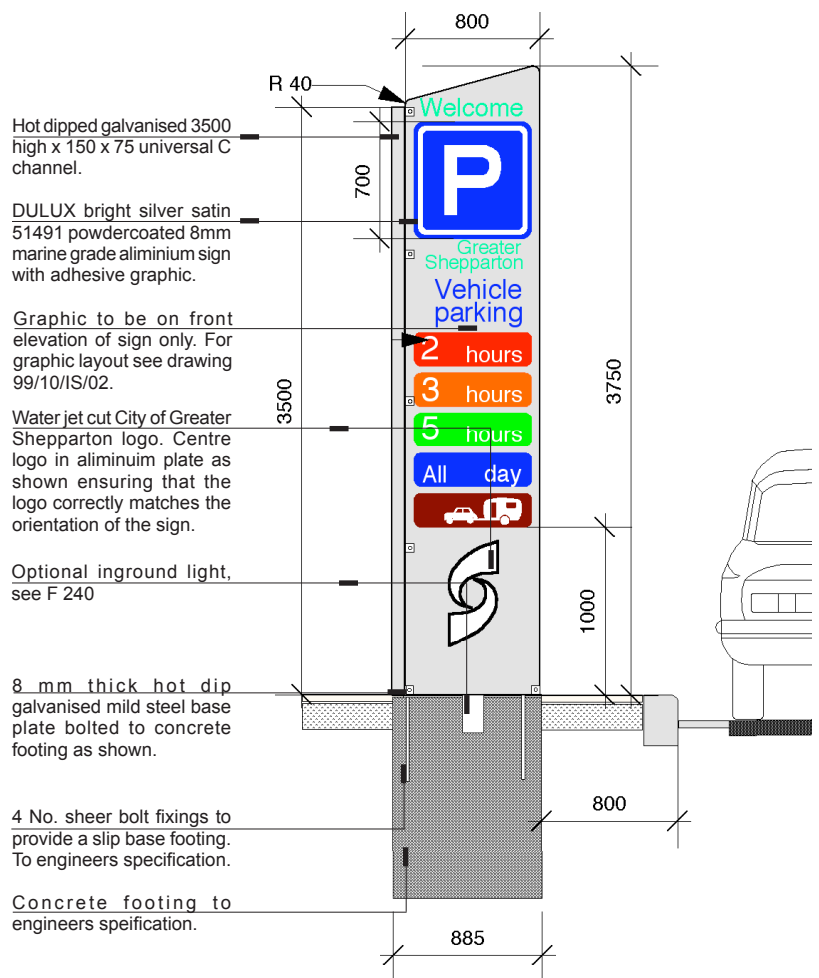 800
R 40
Hot dipped galvanised 3500
high x 150 x 75 universal C
channel.
DULUX bright silver satin
51491 powdercoated 8mm
marine grade aliminium sign
with adhesive graphic.
Graphic to be on front
elevation of sign only. For
graphic layout see drawing
99/10/IS/02.
Water jet cut City of Greater
Shepparton logo. Centre
logo in aliminuim plate as
shown ensuring that the
logo correctly matches the
orientation of the sign.
Optional inground light,
see F 240
8 mm thick hot dip
galvanised mild steel base
plate bolted to concrete
footing as shown.
4 No. sheer bolt fixings to
provide a slip base footing.
To engineers specification.
Concrete footing to
engineers speification.
3500
700
Welcome
P
Greater
Shepparton
Vehicle
parking
2 hours
3 hours
5 hours
All day
3750
1000
800
885